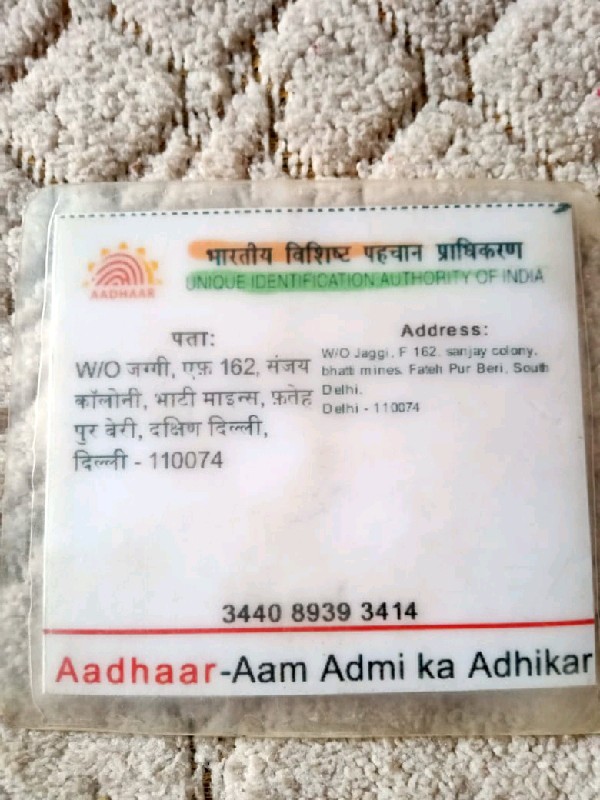 भारतीय विशिष्ट पहचान प्राधिकरण
UNIQUE IDENTIFICATION AUTHORITY OF INDIA
AADHAAR
पता:
W/O जग्गी, एफ़ 162, संजय
कॉलोनी, भाटी माइन्स, फ़तेह
पुर बेरी, दक्षिण दिल्ली,
दिल्ली - 110074
Address:
W/O Jaggi, F 162, sanjay colony,
bhati mines, Fateh Pur Beri, South
Delhi,
Delhi - 110074
3440 8939 3414
Aadhaar-Aam Admi ka Adhikar